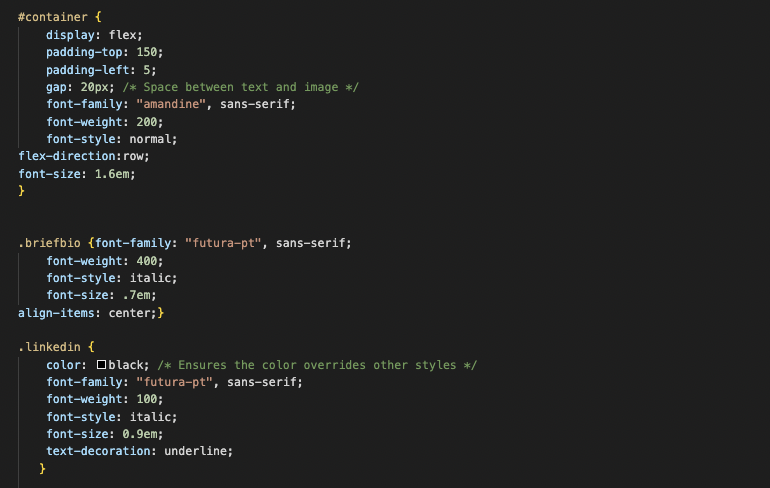 #container {
    display: flex;
    padding-top: 150;
    padding-left: 5;
    gap: 20px; /* Space between text and image */
    font-family: "amandine", sans-serif;
    font-weight: 200;
    font-style: normal;
flex-direction:row;
font-size: 1.6em;
}
.briefbio {font-family: "futura-pt", sans-serif;
    font-weight: 400;
    font-style: italic;
    font-size: .7em;
align-items: center;}
.linkedin {
    color: black; /* Ensures the color overrides other styles */
    font-family: "futura-pt", sans-serif;
    font-weight: 100;
    font-style: italic;
    font-size: 0.9em;
    text-decoration: underline;
   }